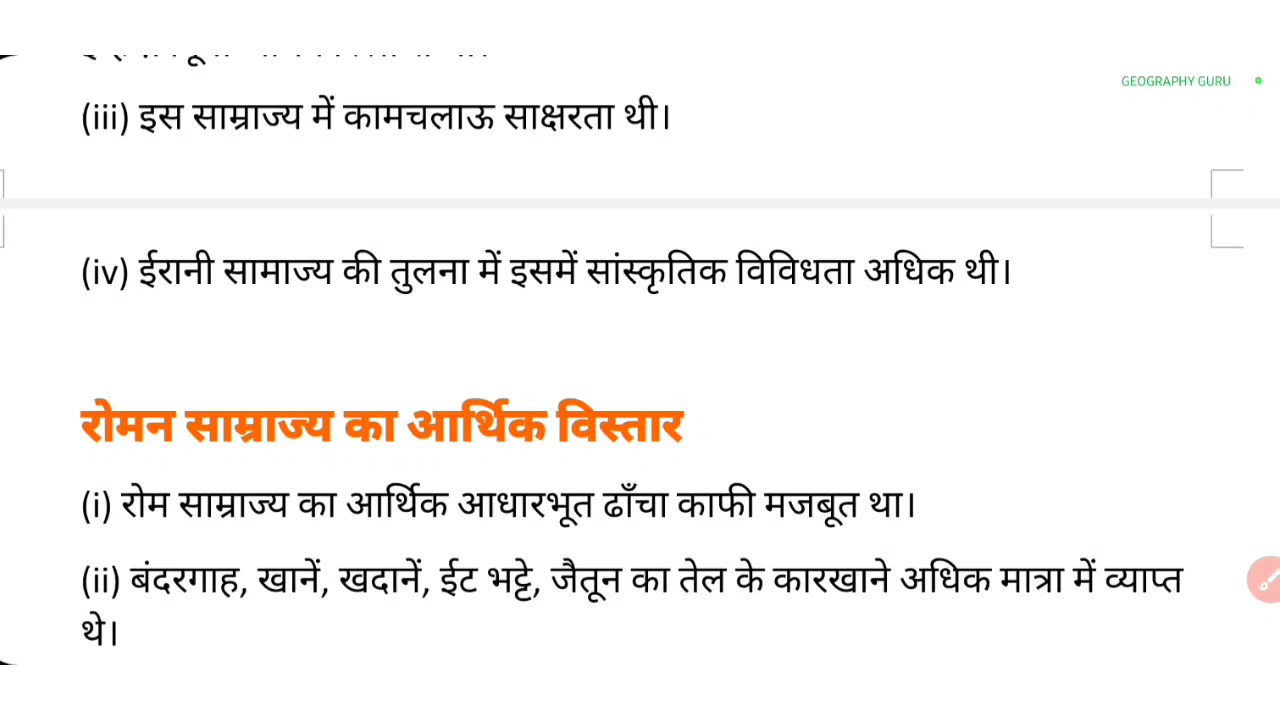 GEOGRAPHY GURU
(iii) इस साम्राज्य में कामचलाऊ साक्षरता थी।
(iv) ईरानी सामाज्य की तुलना में इसमें सांस्कृतिक विविधता अधिक थी।
रोमन साम्राज्य का आर्थिक विस्तार
(i) रोम साम्राज्य का आर्थिक आधारभूत ढाँचा काफी मजबूत था।
(ii) बंदरगाह, खानें, खदानें, ईट भट्टे, जैतून का तेल के कारखाने अधिक मात्रा में व्याप्त
थे।